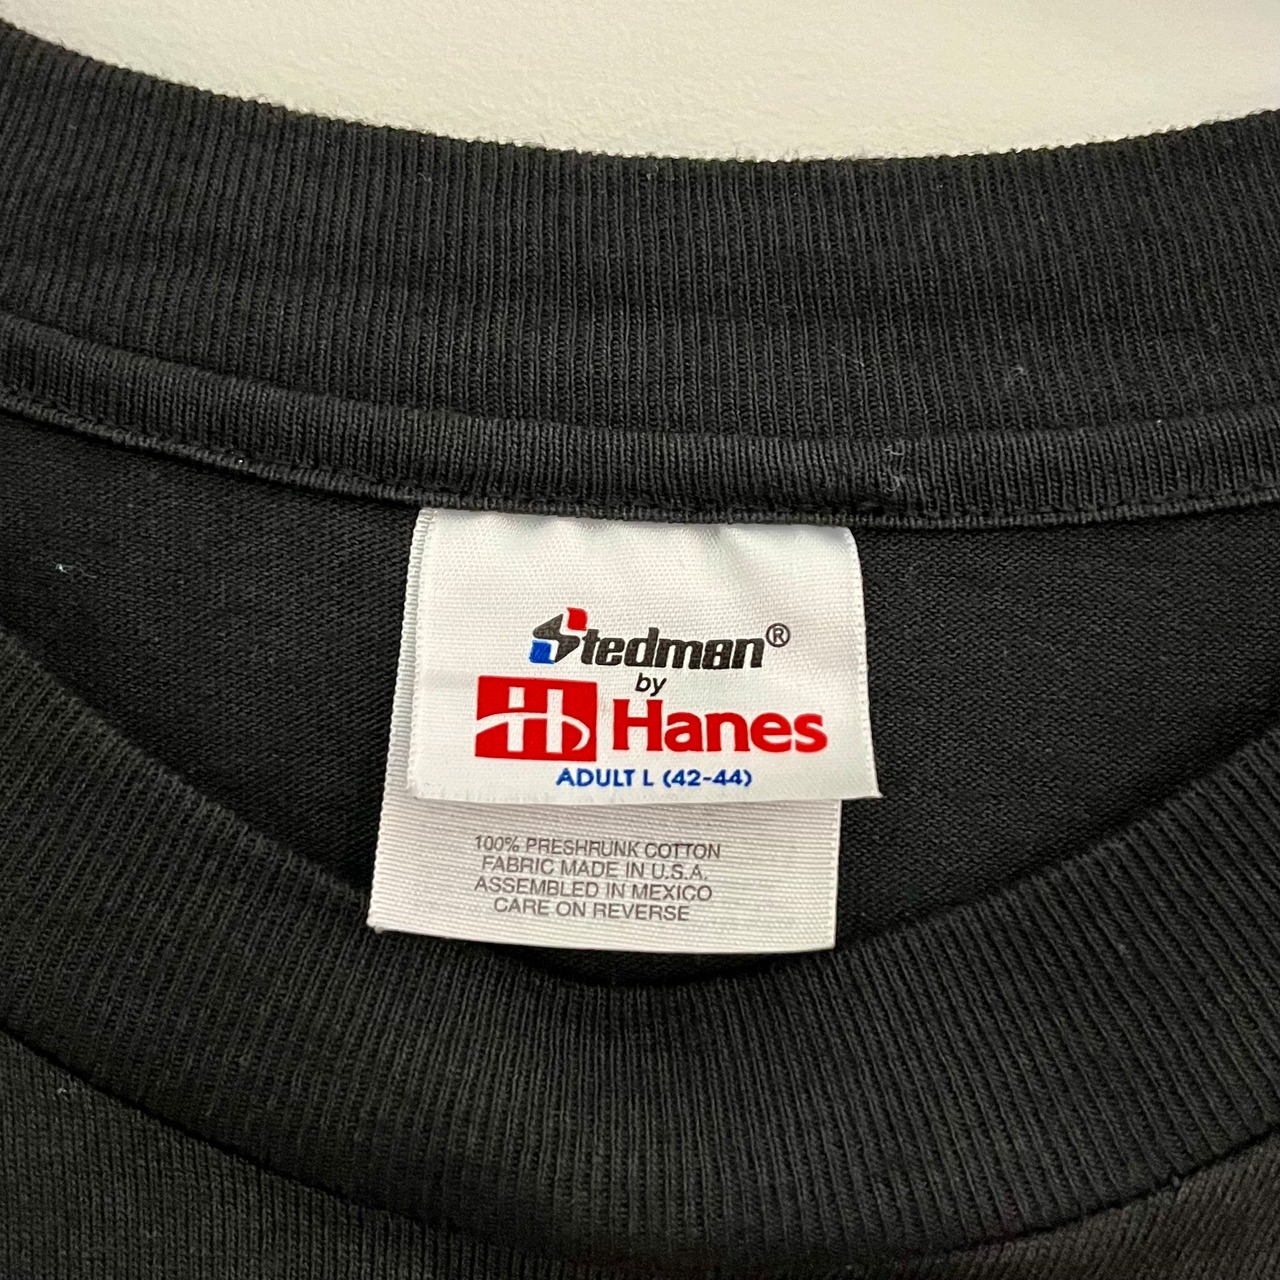 Stedman®
by
H Hanes
ADULT L (42-44)
100% PRESHRUNK COTTON
FABRIC MADE IN U.S.A.
ASSEMBLED IN MEXICO
CARE ON REVERSE